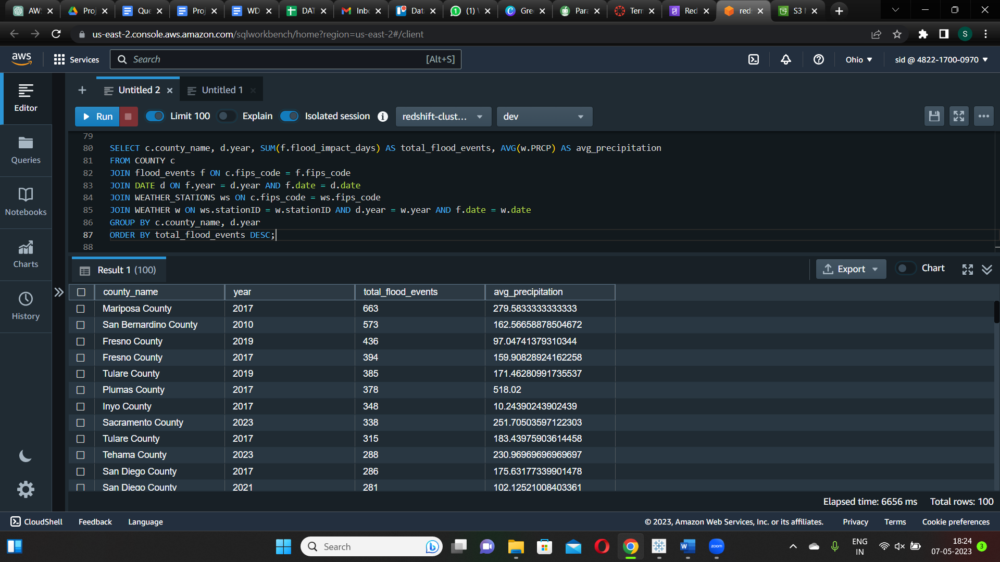 AW
Proj
Que
Proj
WD
DAT
Inbo
Data
(1)
Gre
Para
Terr
Red
red
S3
us-east-2.console.aws.amazon.com/sqlworkbench/home?region=us-east-2#/client
S
aws
Services
Search
[Alt+S]
Ohio
sid @ 4822-1700-0970
Editor
Queries
Notebooks
Charts
History
Untitled 2
Untitled 1
Run
Limit 100
Explain
Isolated session
redshift-clust...
dev
79
80 SELECT c.county_name, d.year, SUM(f.flood_impact_days) AS total_flood_events, AVG(w.PRCP) AS avg_precipitation
81 FROM COUNTY c
82 JOIN flood_events f ON c.fips_code = f.fips_code
83 JOIN DATE d ON f.year = d.year AND f.date = d.date
84 JOIN WEATHER_STATIONS ws ON c.fips_code = ws.fips_code
85 JOIN WEATHER w ON ws.stationID = w.stationID AND d.year = w.year AND f.date = w.date
86 GROUP BY c.county_name, d.year
87 ORDER BY total_flood_events DESC;
88
Result 1 (100)
Export
Chart
county_name year total_flood_events avg_precipitation
Mariposa County 2017 663 279.5833333333333
San Bernardino County 2010 573 162.56658878504672
Fresno County 2019 436 97.04741379310344
Fresno County 2017 394 159.90828924162258
Tulare County 2019 385 171.46280991735537
Plumas County 2017 378 518.02
Inyo County 2017 348 10.24390243902439
Sacramento County 2023 338 251.70503597122303
Tulare County 2017 315 183.43975903614458
Tehama County 2023 288 230.96969696969697
San Diego County 2017 286 175.63177339901478
San Diego County 2021 281 102.12521008403361
Elapsed time: 6656 ms Total rows: 100
CloudShell Feedback Language
© 2023, Amazon Web Services, Inc. or its affiliates. Privacy Terms Cookie preferences
Search
zoom
ENG
IN
18:24
07-05-2023
3